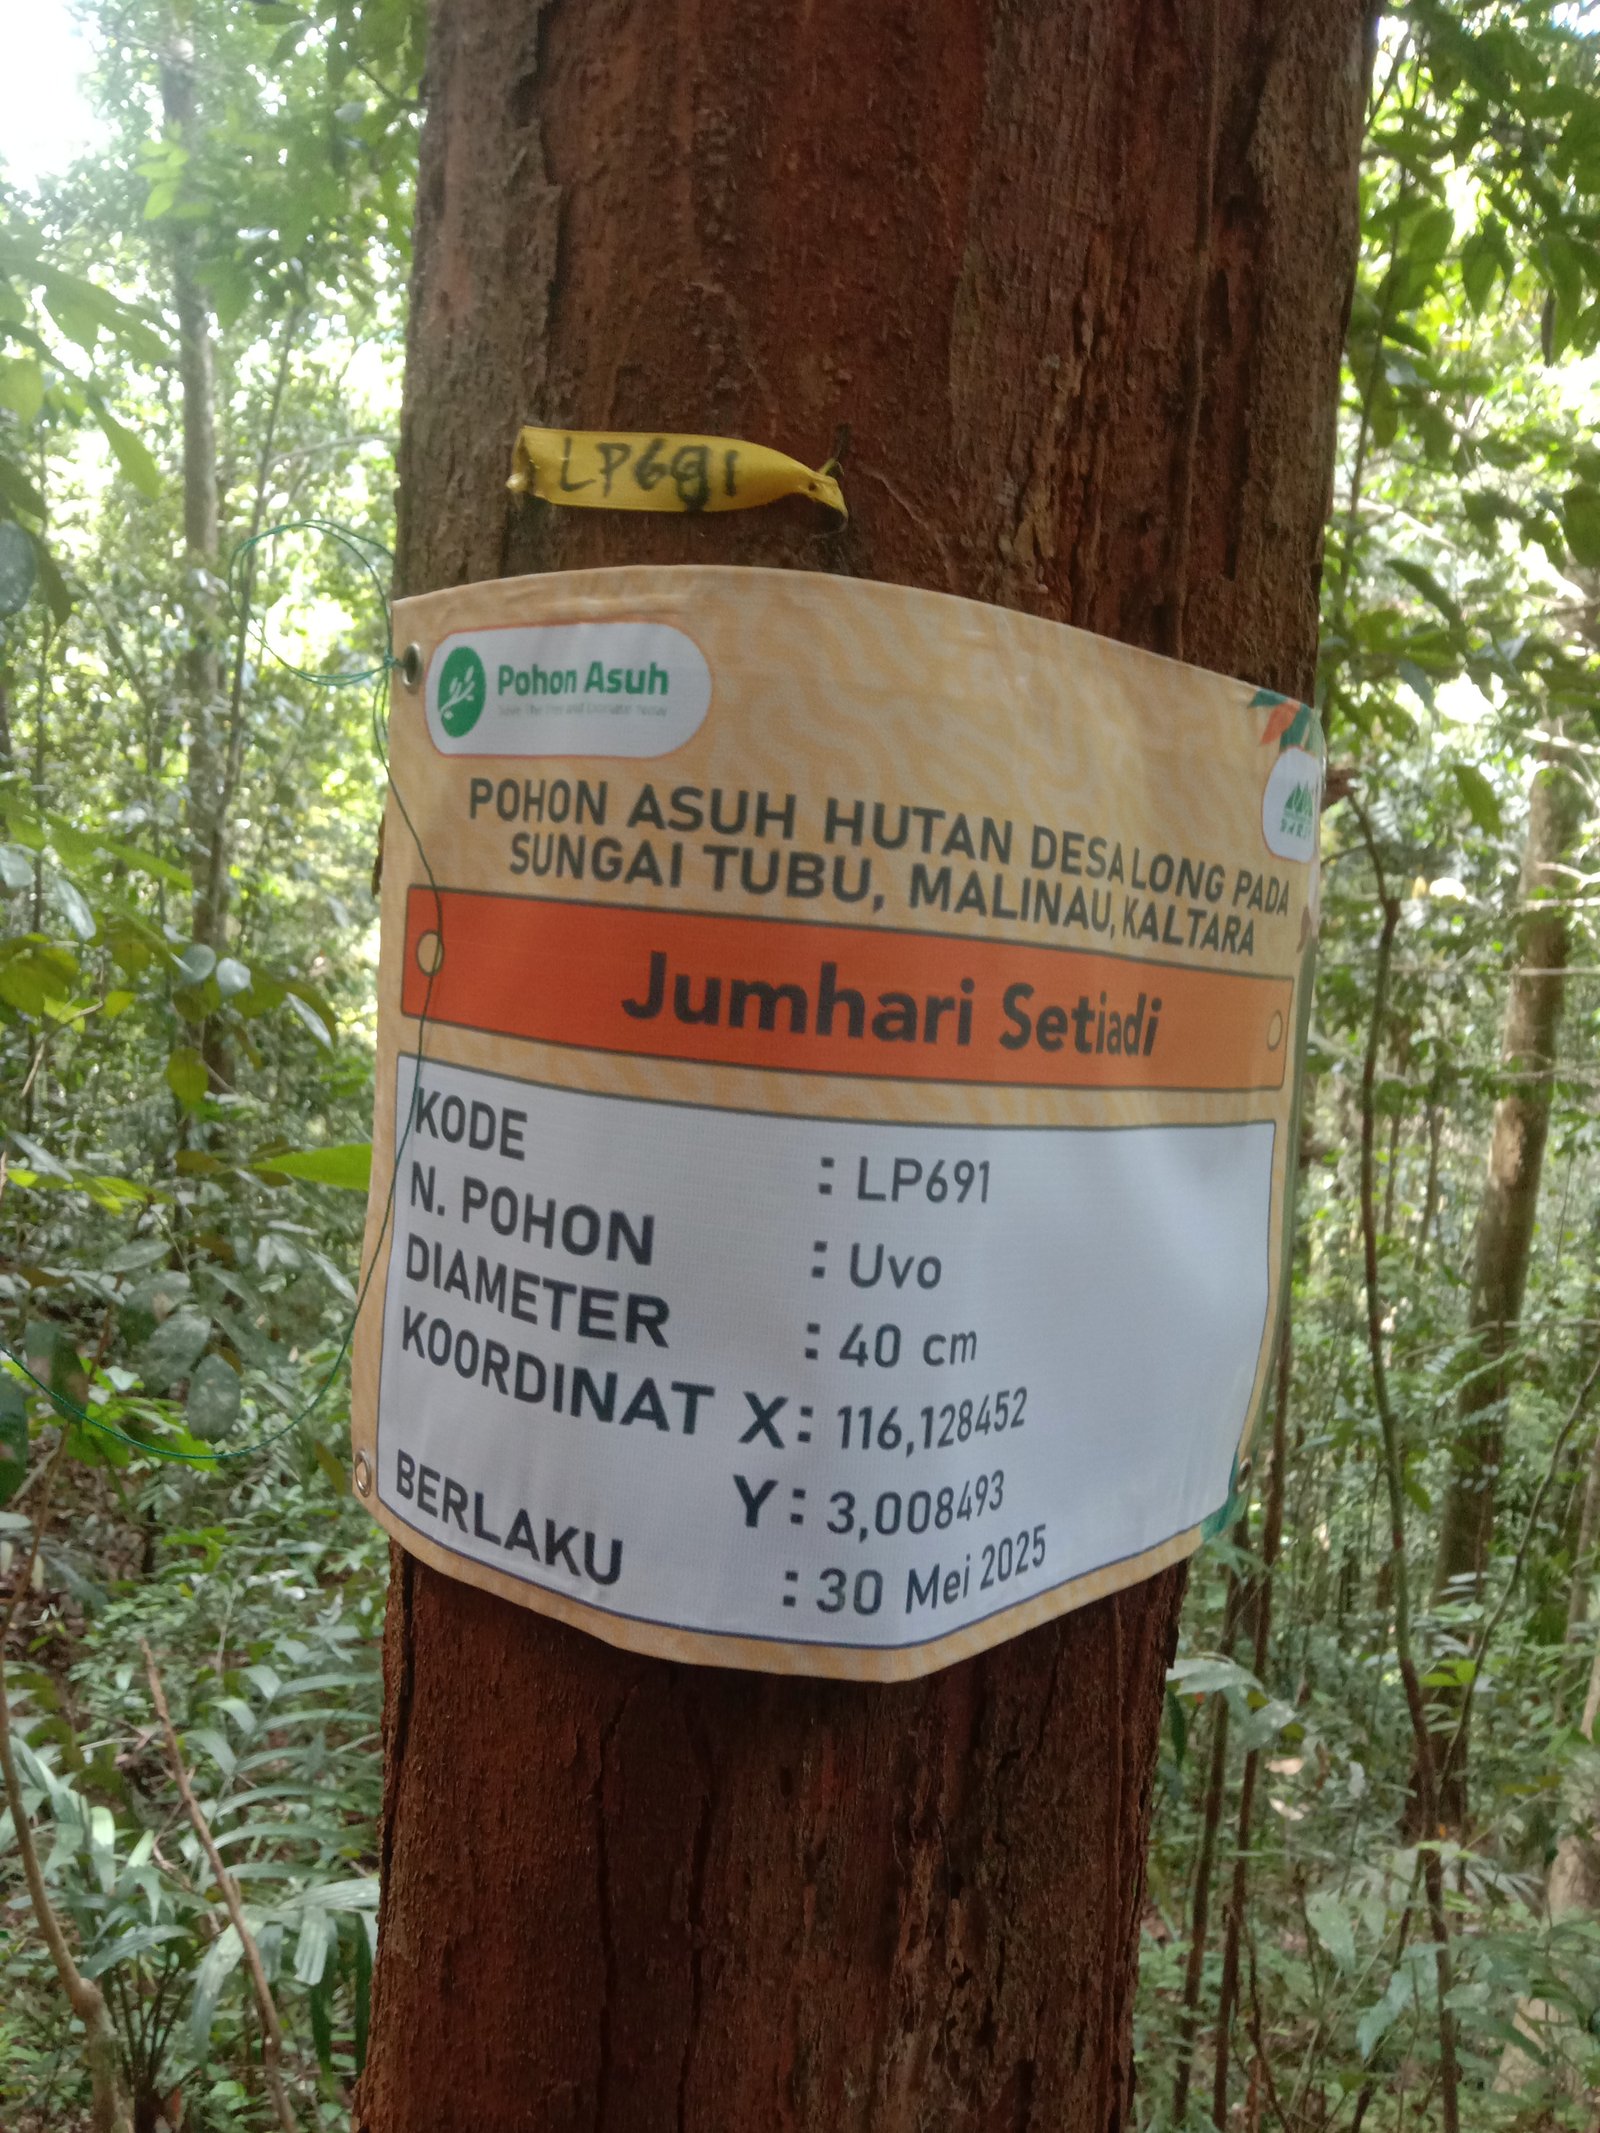 LP691
Pohon Asuh
POHON ASUH HUTAN DESA LONG PADA
SUNGAI TUBU, MALINAU, KALTARA
Jumhari Setiadi
KODE : LP691
N. POHON : Uvo
DIAMETER : 40 cm
KOORDINAT X : 116,128452
Y : 3,008493
BERLAKU : 30 Mei 2025